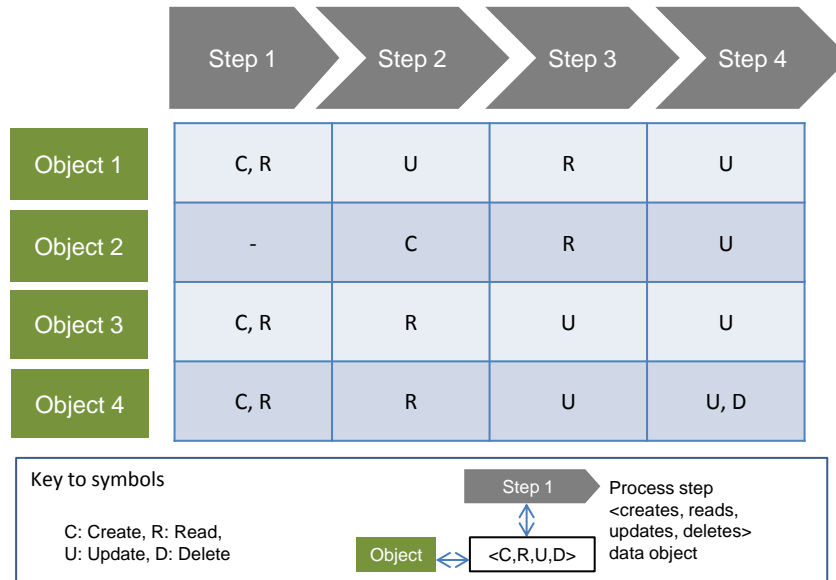 Step 1 Step 2 Step 3 Step 4
Object 1 C, R U R U
Object 2 - C R U
Object 3 C, R R U U
Object 4 C, R R U U, D
Key to symbols
C: Create, R: Read,
U: Update, D: Delete
Step 1
Object <C,R,U,D>
Process step
<creates, reads,
updates, deletes>
data object